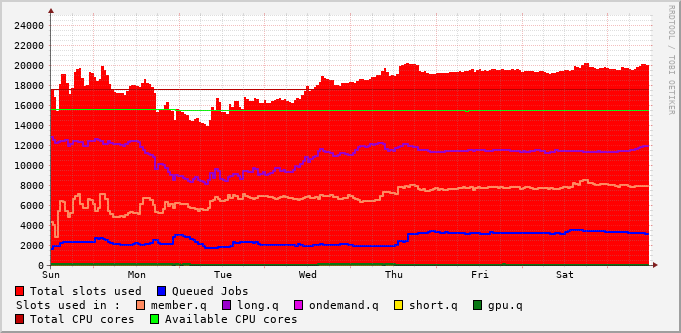 RRDTOOL / TOBI OETIKER
24000
22000
20000
18000
16000
14000
12000
10000
8000
6000
4000
2000
0
Sun Mon Tue Wed Thu Fri Sat
Total slots used Queued Jobs
Slots used in : member.q long.q ondemand.q short.q gpu.q
Total CPU cores Available CPU cores